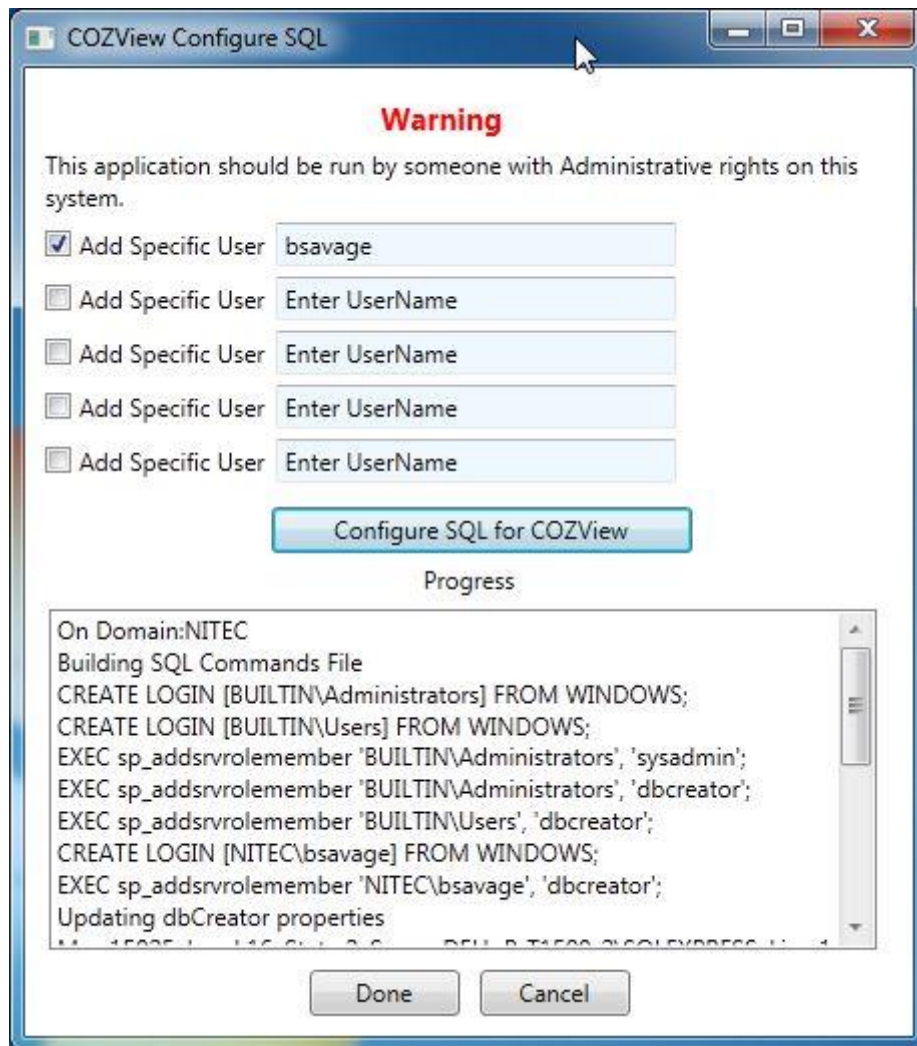 COZView Configure SQL
Warning
This application should be run by someone with Administrative rights on this
system.
Add Specific User bsavage
Add Specific User Enter UserName
Add Specific User Enter UserName
Add Specific User Enter UserName
Add Specific User Enter UserName
Configure SQL for COZView
Progress
On Domain:NITEC
Building SQL Commands File
CREATE LOGIN [BUILTIN\Administrators] FROM WINDOWS;
CREATE LOGIN [BUILTIN\Users] FROM WINDOWS;
EXEC sp_addsrvrolemember 'BUILTIN\Administrators', 'sysadmin';
EXEC sp_addsrvrolemember 'BUILTIN\Administrators', 'dbcreator';
EXEC sp_addsrvrolemember 'BUILTIN\Users', 'dbcreator';
CREATE LOGIN [NITEC\bsavage] FROM WINDOWS;
EXEC sp_addsrvrolemember 'NITEC\bsavage', 'dbcreator';
Updating dbCreator properties
Done Cancel